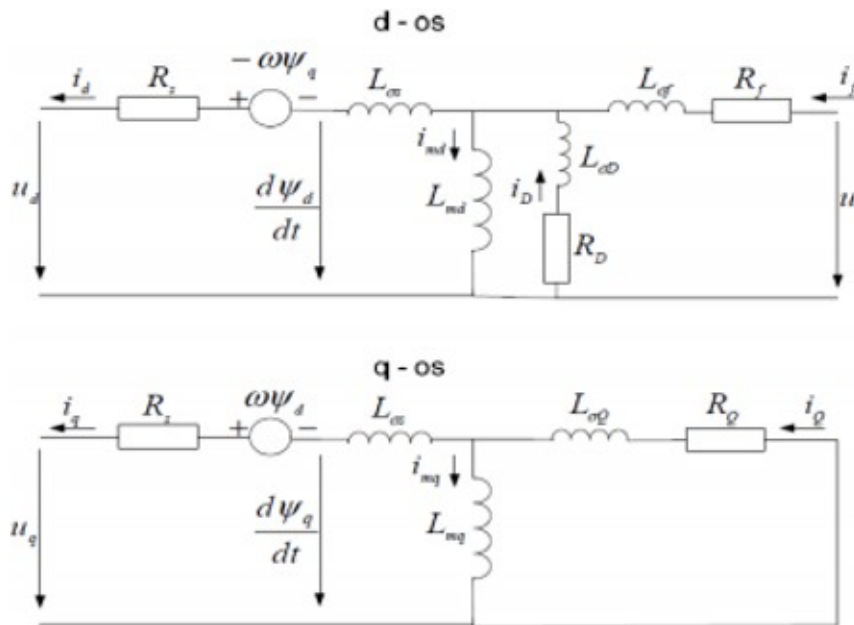 d - os
− ωψ_q
i_d
R_s
+
−
L_σs
L_σf
R_f
i_f
i_md
L_σD
u_d
dψ_d
dt
L_md
i_D
R_D
u
q - os
ωψ_d
i_q
R_s
+
−
L_σs
L_σQ
R_Q
i_Q
i_mq
u_q
dψ_q
dt
L_mq